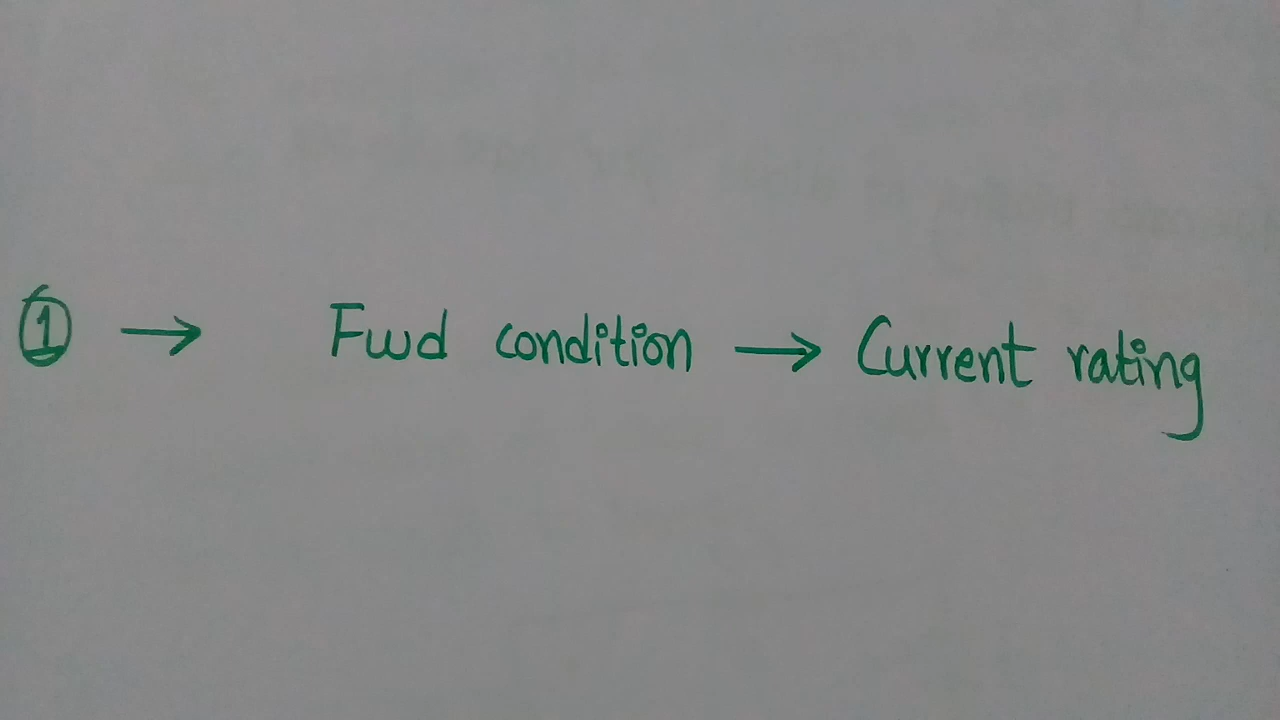 ① → Fwd condition → Current rating